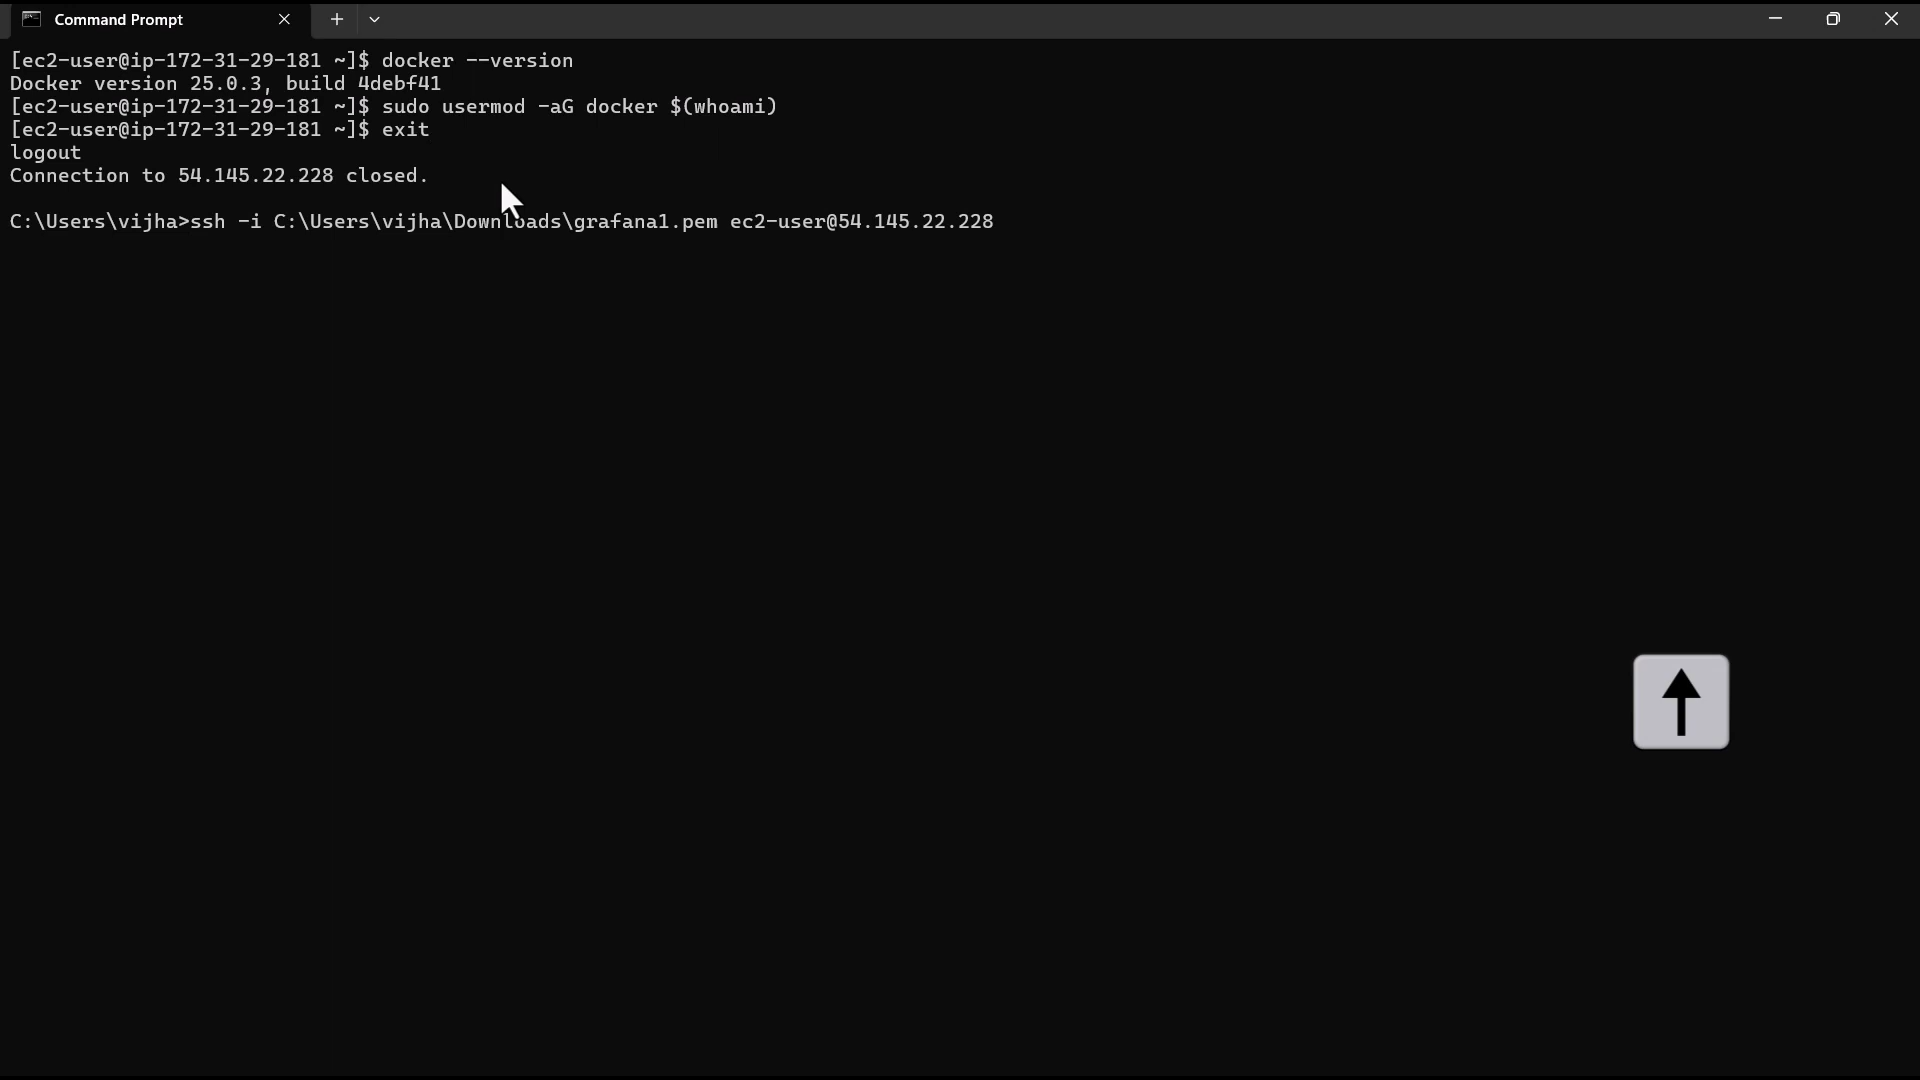 Command Prompt
[ec2-user@ip-172-31-29-181 ~]$ docker --version
Docker version 25.0.3, build 4debf41
[ec2-user@ip-172-31-29-181 ~]$ sudo usermod -aG docker $(whoami)
[ec2-user@ip-172-31-29-181 ~]$ exit
logout
Connection to 54.145.22.228 closed.
C:\Users\vijha>ssh -i C:\Users\vijha\Downloads\grafana1.pem ec2-user@54.145.22.228